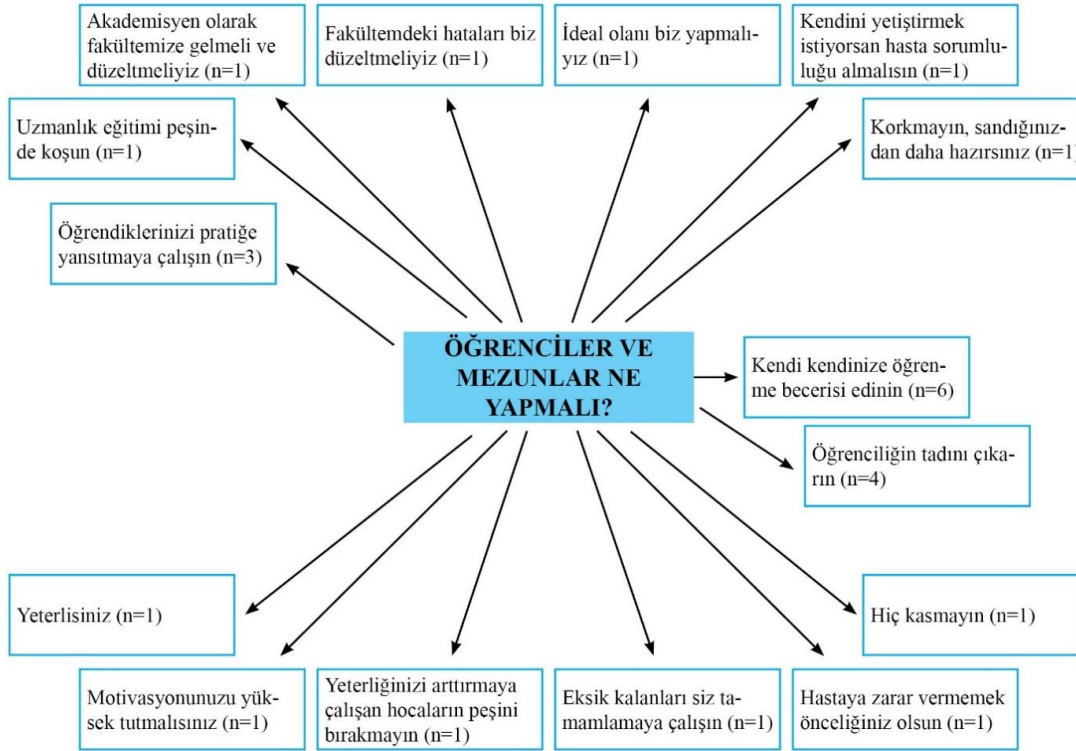 Akademisyen olarak
fakültemize gelmeli ve
düzeltmeliyiz (n=1)
Fakültemdeki hataları biz
düzeltmeliyiz (n=1)
İdeal olanı biz yapmalı-
yız (n=1)
Kendini yetiştirmek
istiyorsan hasta sorumlu-
luluğu almalısın (n=1)
Uzmanlık eğitimi peşin-
de koşun (n=1)
Korkmayın, sandığınız-
dan daha hazırsınız (n=1)
Öğrendiklerinizi pratiğe
yansıtmaya çalışın (n=3)
ÖĞRENCİLER VE
MEZUNLAR NE
YAPMALI?
Kendi kendinize öğren-
me becerisi edinin (n=6)
Öğrenciliğin tadını çıka-
rın (n=4)
Yeterlisiniz (n=1)
Hiç kasmayın (n=1)
Motivasyonunuzu yük-
sek tutmalısınız (n=1)
Yeterliğinizi arttırmaya
çalışan hocaların peşini
bırakmayın (n=1)
Eksik kalanları siz ta-
mamlamaya çalışın (n=1)
Hastaya zarar vermemek
önceliğiniz olsun (n=1)